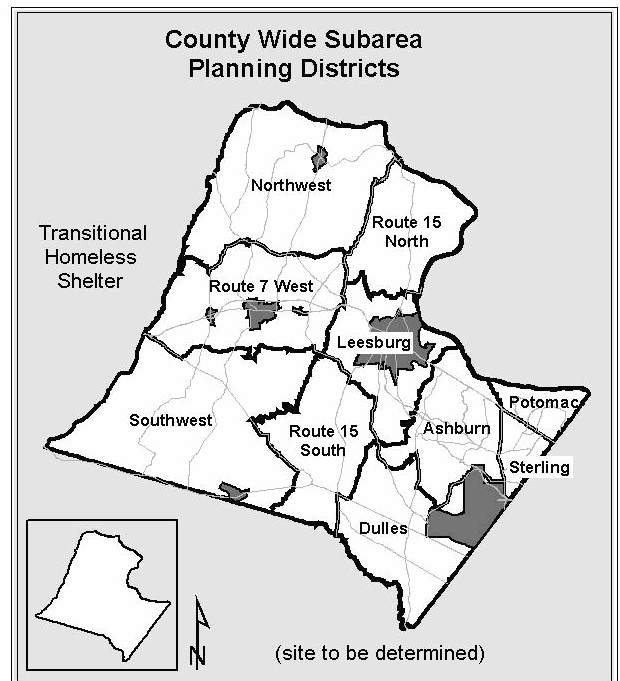 County Wide Subarea
Planning Districts
Northwest
Route 15
North
Transitional
Homeless
Shelter
Route 7 West
Leesburg
Potomac
Southwest
Route 15
South
Ashburn
Sterling
Dulles
N
(site to be determined)